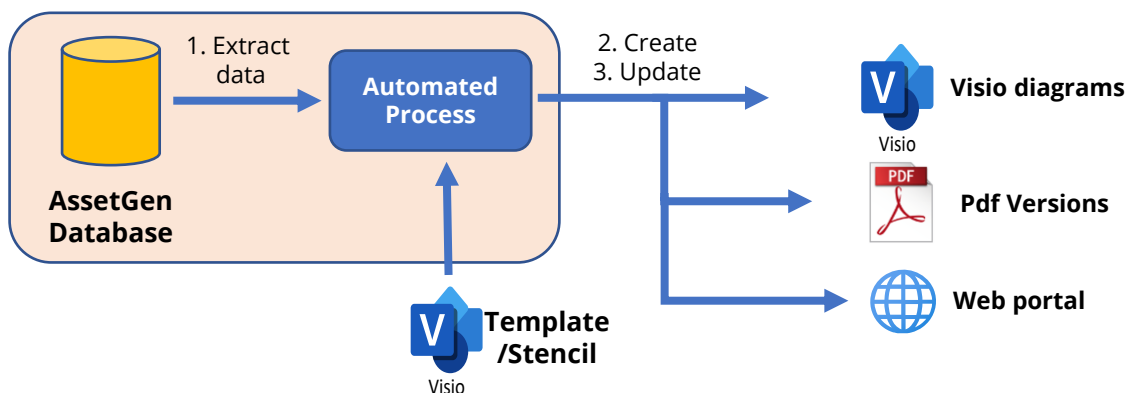 1. Extract
data
Automated
Process
AssetGen
Database
2. Create
3. Update
V
Visio
Visio diagrams
PDF
Pdf Versions
Web portal
V
Visio
Template
/Stencil